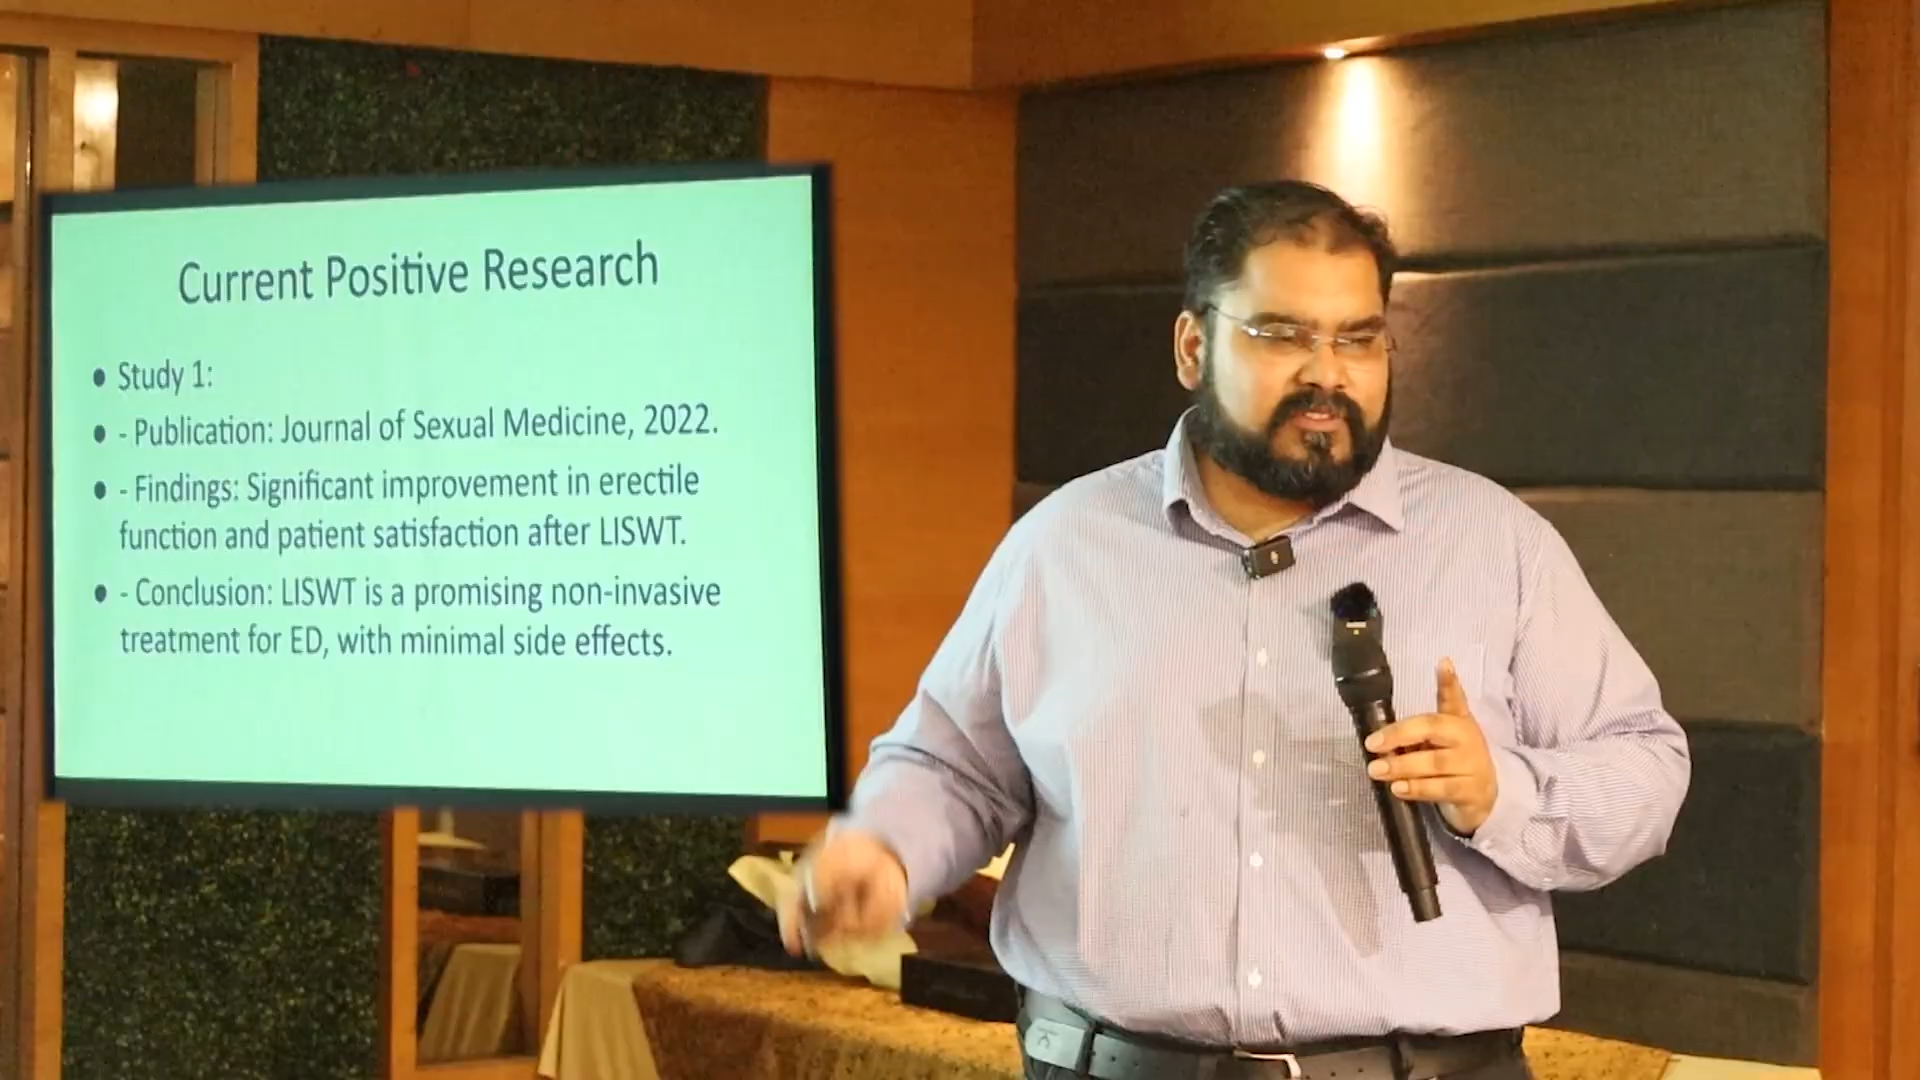 Current Positive Research
• Study 1:
• - Publication: Journal of Sexual Medicine, 2022.
• - Findings: Significant improvement in erectile
function and patient satisfaction after LISWT.
• - Conclusion: LISWT is a promising non-invasive
treatment for ED, with minimal side effects.